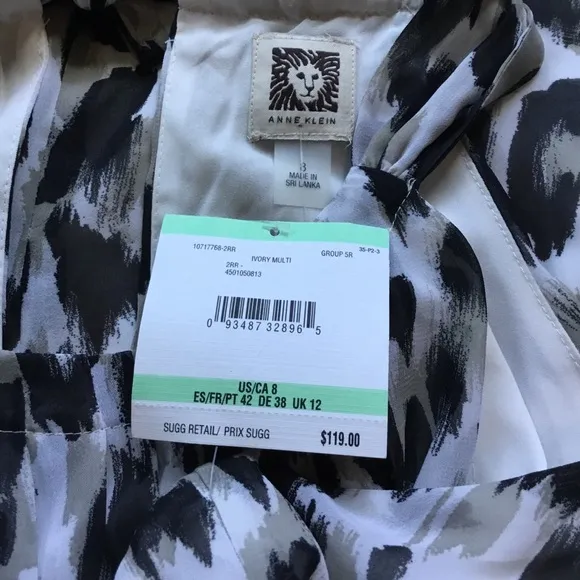 ANNE KLEIN
8
MADE IN
SRI LANKA
10717768-2RR GROUP 5R 35-P2-3
IVORY MULTI
2RR -
4501050813
0 93487 32896 5
US/CA 8
ES/FR/PT 42 DE 38 UK 12
SUGG RETAIL/ PRIX SUGG $119.00